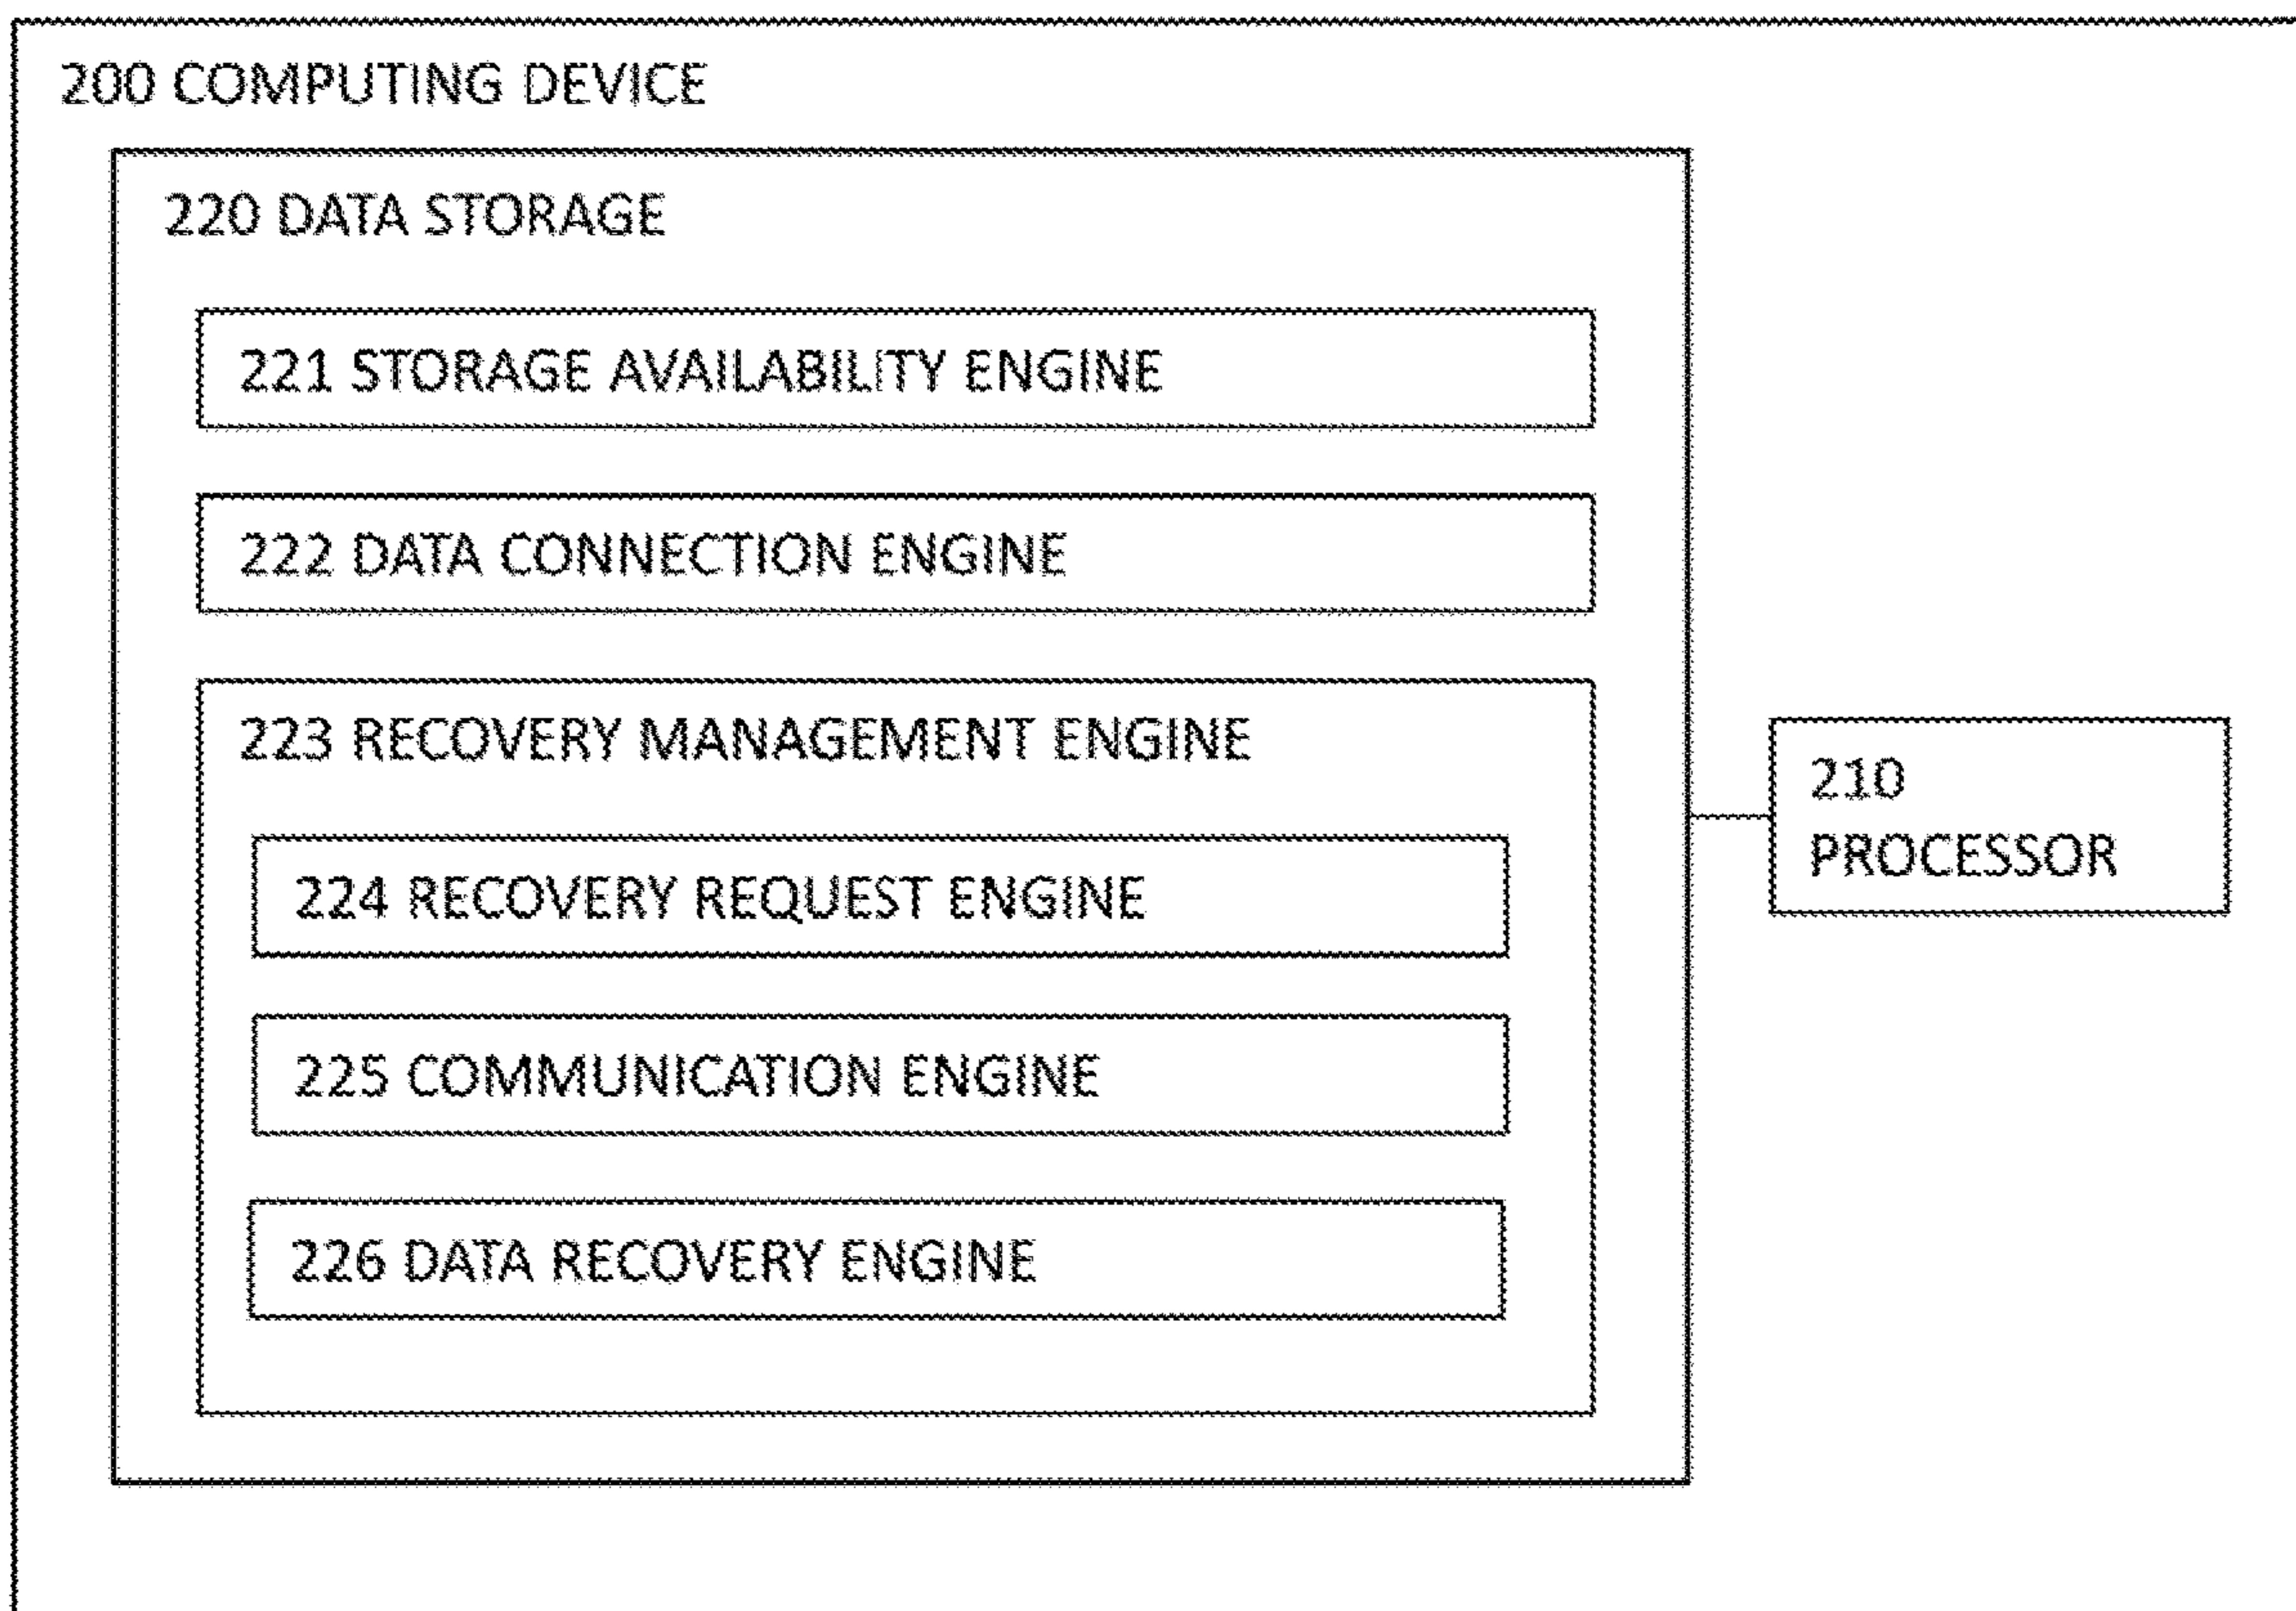 200 COMPUTING DEVICE
220 DATA STORAGE
221 STORAGE AVAILABILITY ENGINE
222 DATA CONNECTION ENGINE
223 RECOVERY MANAGEMENT ENGINE
224 RECOVERY REQUEST ENGINE
225 COMMUNICATION ENGINE
226 DATA RECOVERY ENGINE
210
PROCESSOR